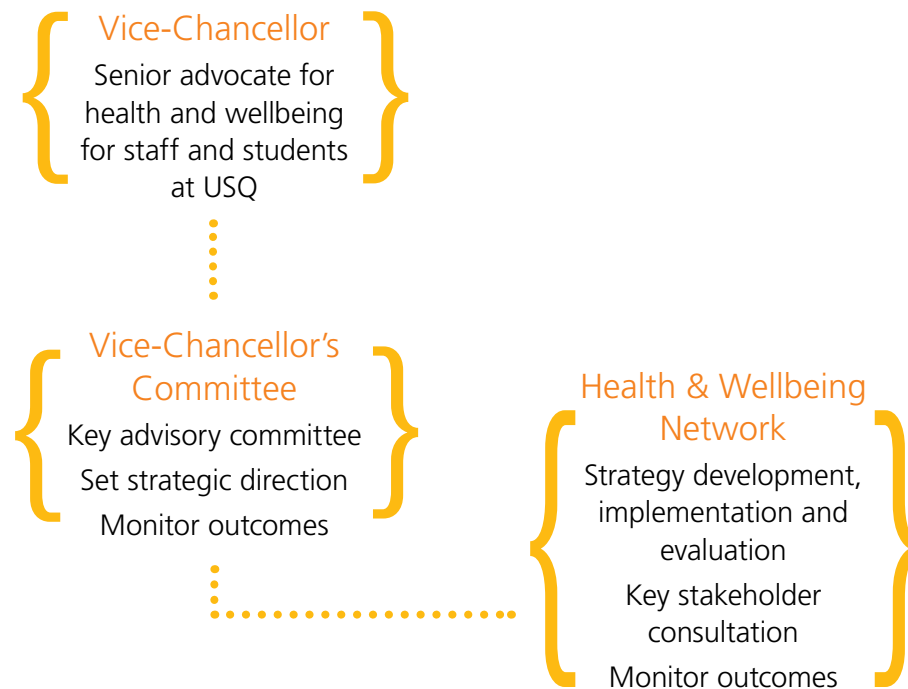 Vice-Chancellor
Senior advocate for
health and wellbeing
for staff and students
at USQ
Vice-Chancellor’s
Committee
Key advisory committee
Set strategic direction
Monitor outcomes
Health & Wellbeing
Network
Strategy development,
implementation and
evaluation
Key stakeholder
consultation
Monitor outcomes